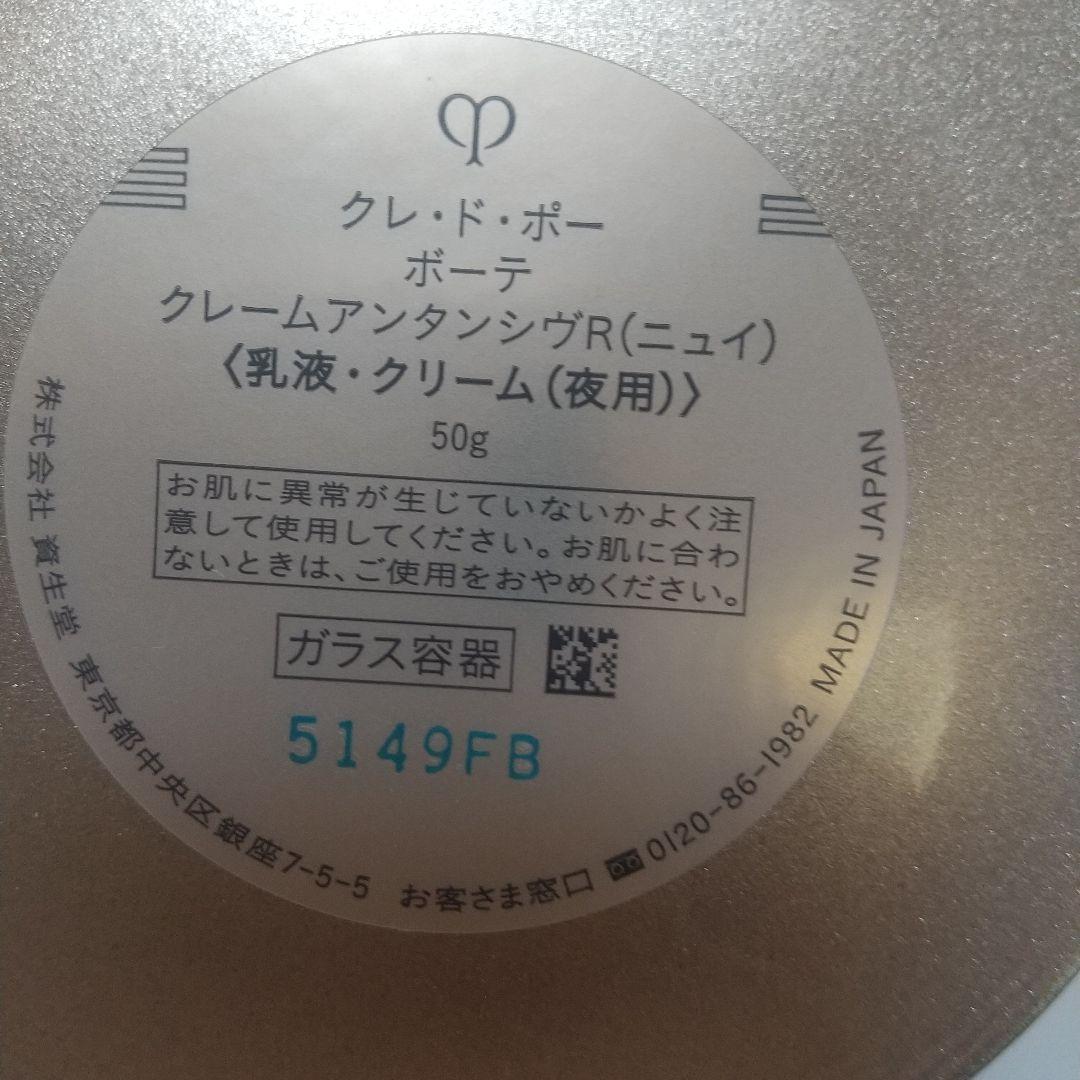 クレ・ド・ポー
ボーテ
クレームアンタンシヴR(ニュイ)
〈乳液・クリーム(夜用)〉
50g
お肌に異常が生じていないかよく注
意して使用してください。お肌に合わ
ないときは、ご使用をおやめください。
ガラス容器
5149FB
株式会社 資生堂 東京都中央区銀座7-5-5 お客さま窓口 0120-86-1982 MADE IN JAPAN